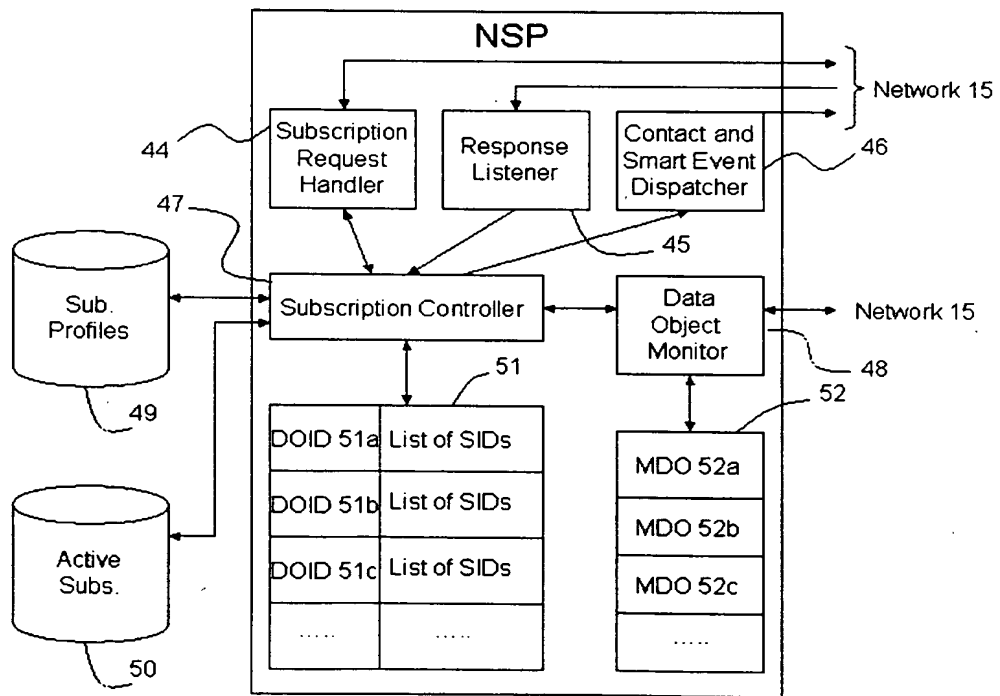 NSP
Network 15
44
Subscription
Request
Handler
Response
Listener
Contact and
Smart Event
Dispatcher
46
47
45
Sub.
Profiles
Subscription Controller
Data
Object
Monitor
Network 15
49
51
48
52
DOID 51a
List of SIDs
MDO 52a
DOID 51b
List of SIDs
MDO 52b
Active
Subs.
DOID 51c
List of SIDs
MDO 52c
.....
.....
.....
50